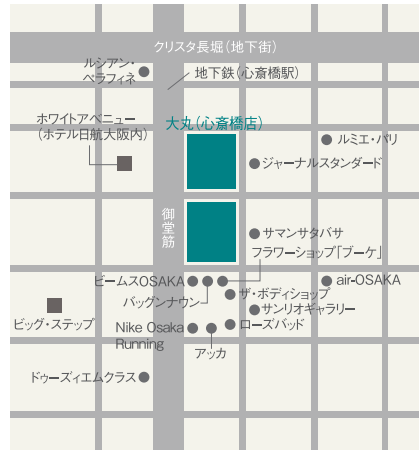 クリスタ長堀(地下街)
ルシアン・
ペラフィネ
地下鉄(心斎橋駅)
ホワイトアベニュー
(ホテル日航大阪内)
大丸(心斎橋店)
ルミエ・パリ
ジャーナルスタンダード
御堂筋
サマンサタバサ
フラワーショップ「ブーケ」
ビームスOSAKA
air-OSAKA
バッグンナウン
ザ・ボディショップ
サンリオギャラリー
ビッグ・ステップ
Nike Osaka
Running
ローズバッド
アッカ
ドゥーズィエムクラス